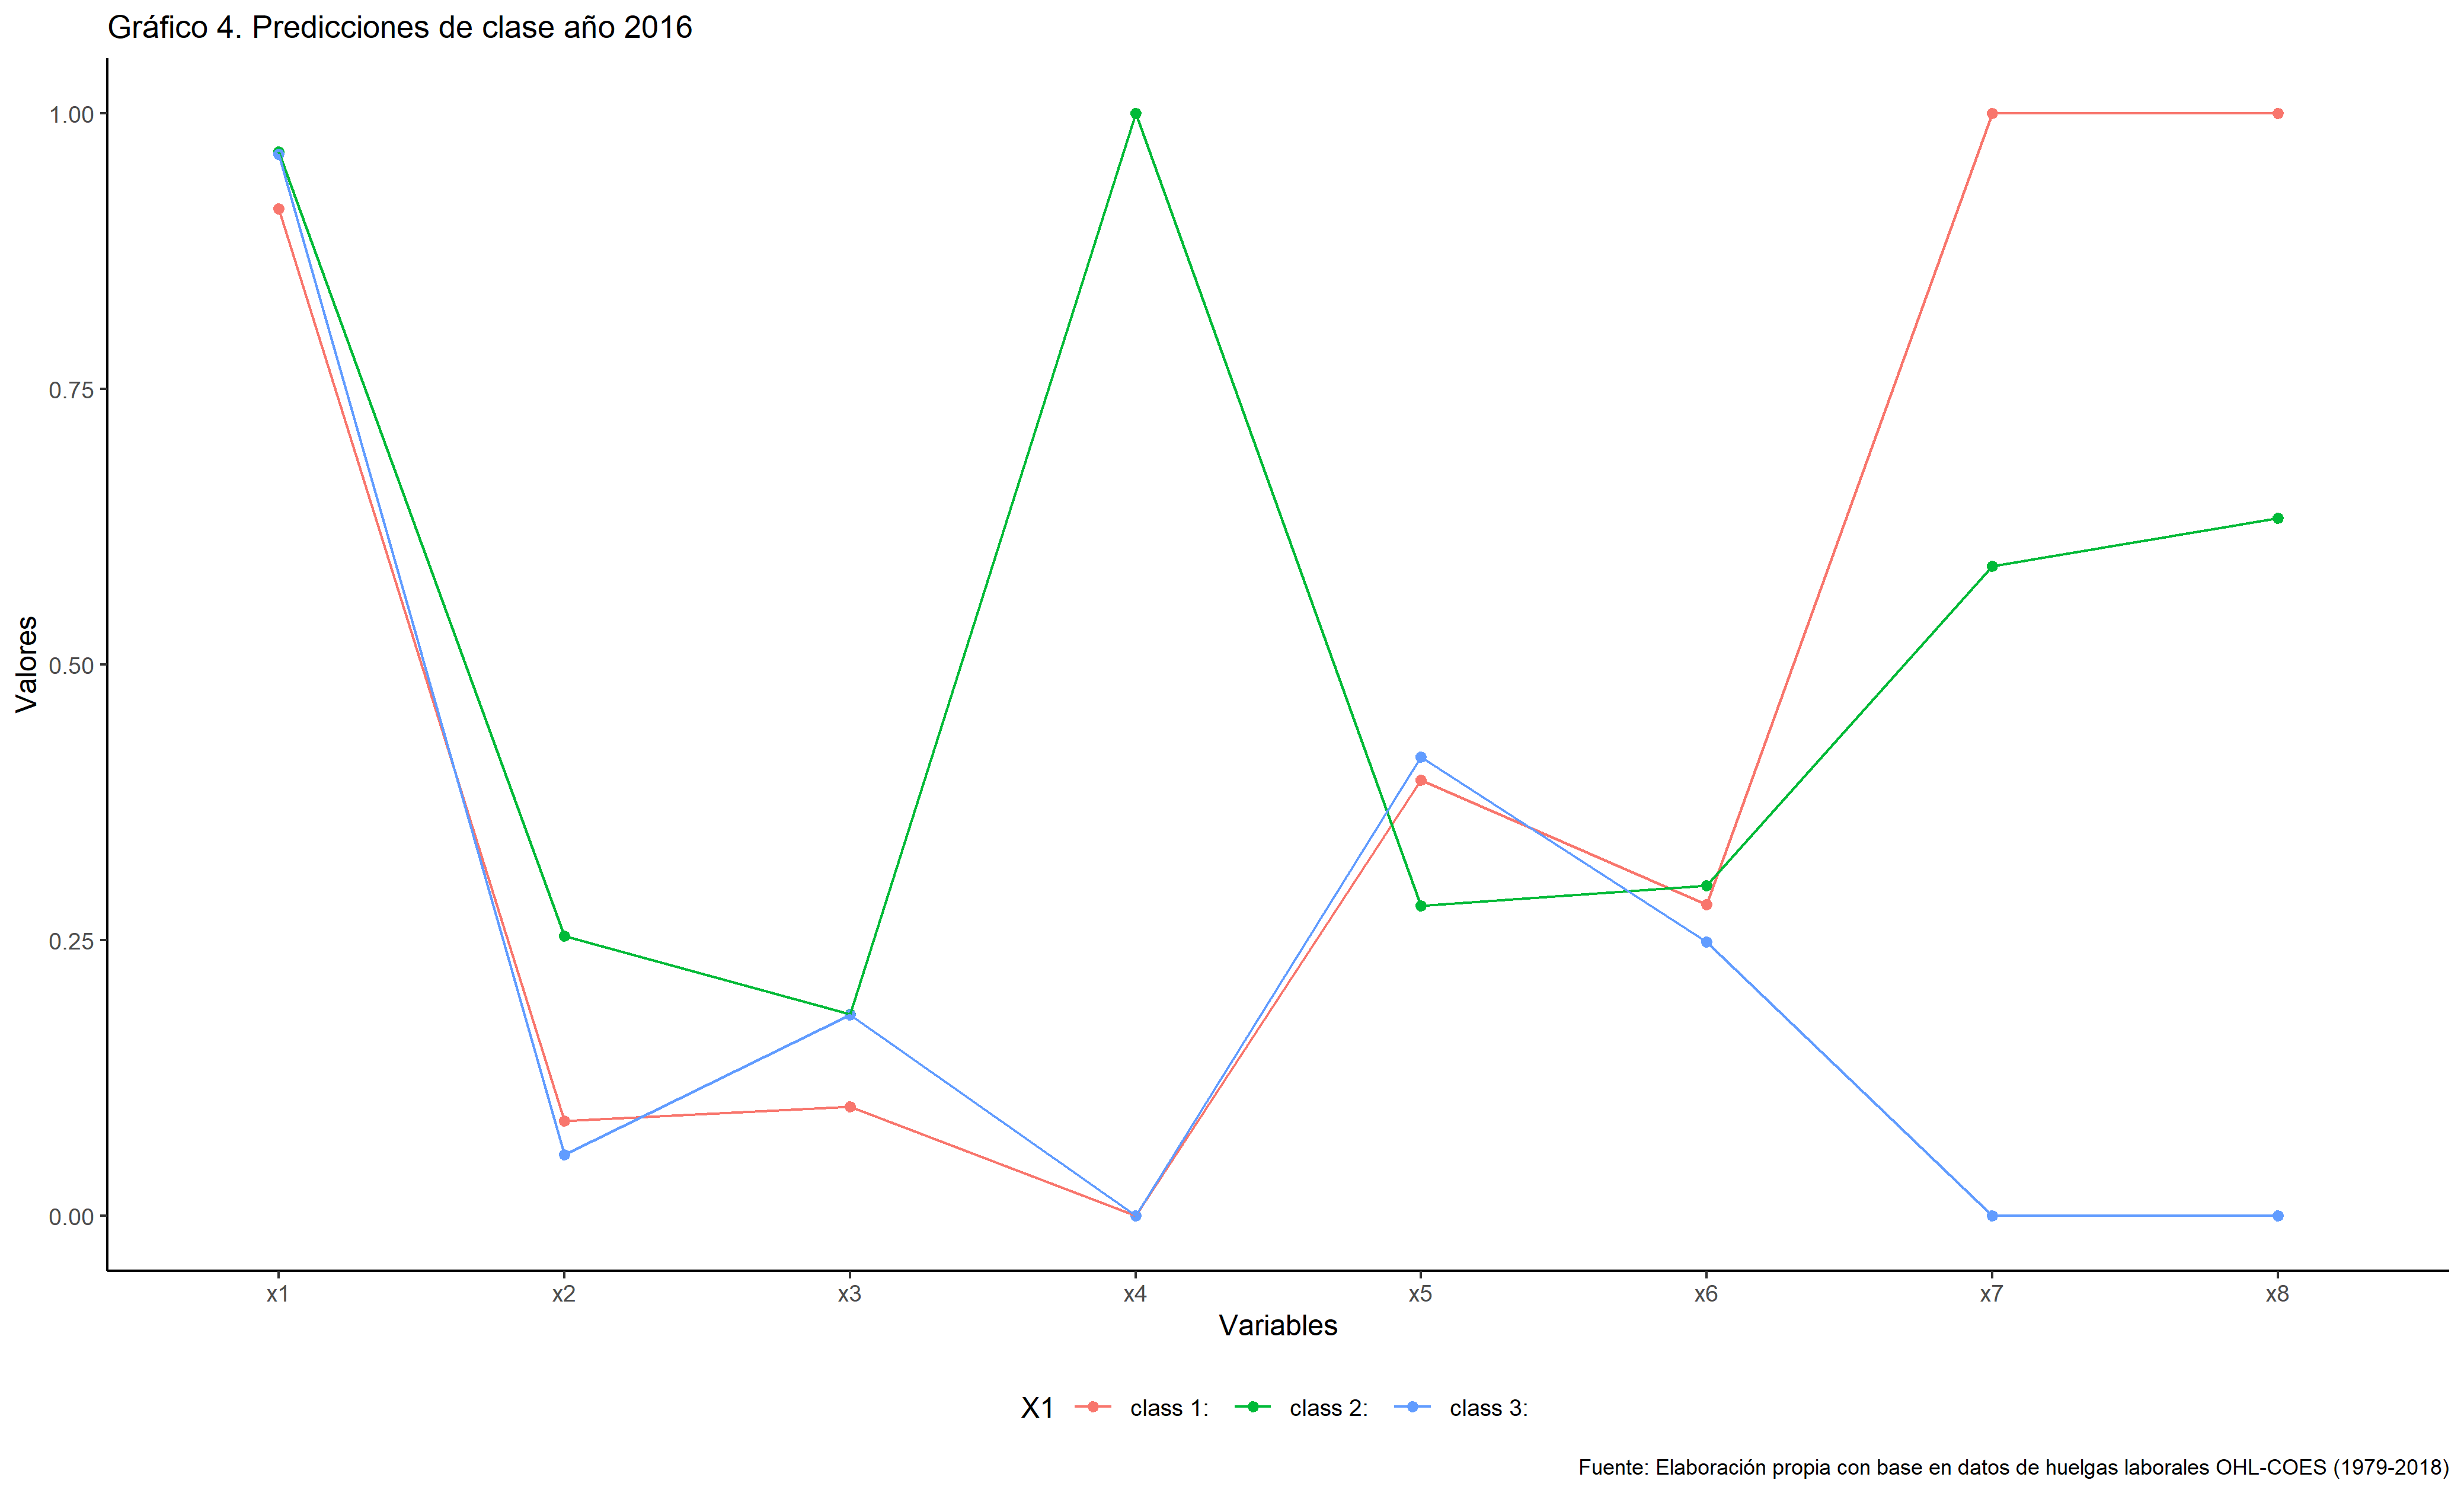 Gráfico 4. Predicciones de clase año 2016
1.00
0.75
0.50
0.25
0.00
Valores
x1 x2 x3 x4 x5 x6 x7 x8
Variables
X1 class 1: class 2: class 3:
Fuente: Elaboración propia con base en datos de huelgas laborales OHL-COES (1979-2018)